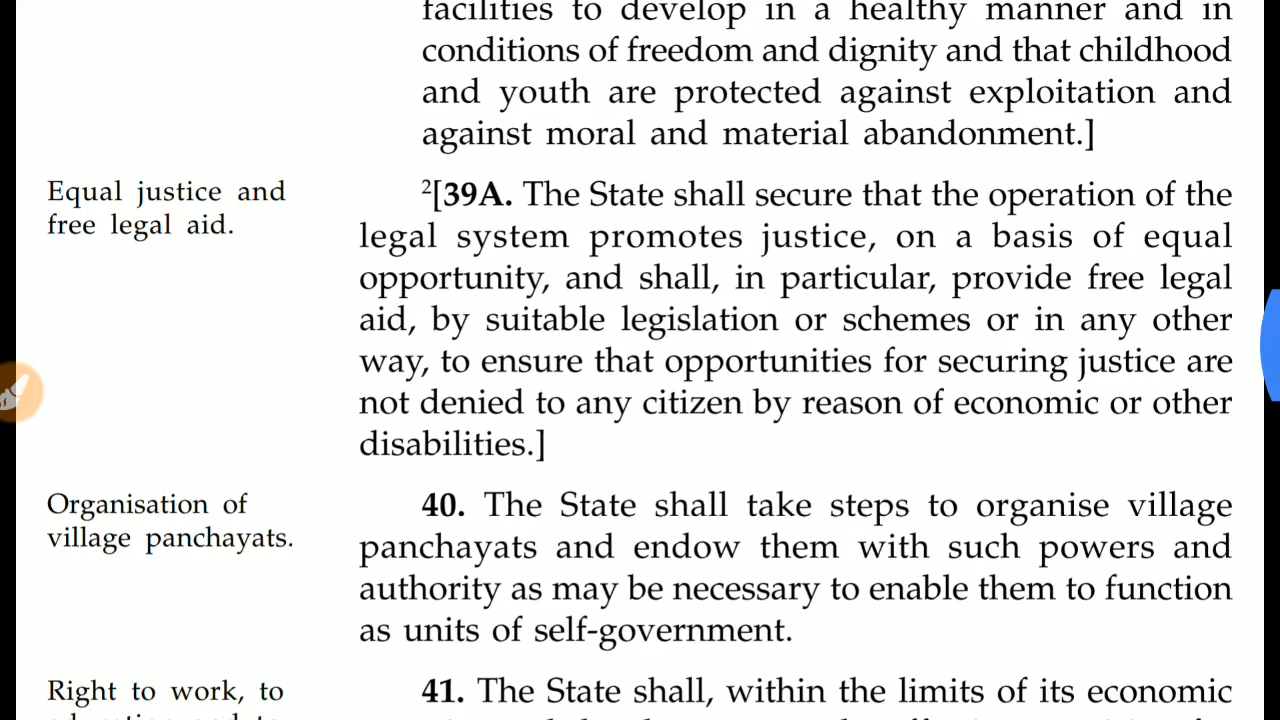 facilities to develop in a healthy manner and in
conditions of freedom and dignity and that childhood
and youth are protected against exploitation and
against moral and material abandonment.]
Equal justice and
free legal aid.
²[39A. The State shall secure that the operation of the
legal system promotes justice, on a basis of equal
opportunity, and shall, in particular, provide free legal
aid, by suitable legislation or schemes or in any other
way, to ensure that opportunities for securing justice are
not denied to any citizen by reason of economic or other
disabilities.]
Organisation of
village panchayats.
40. The State shall take steps to organise village
panchayats and endow them with such powers and
authority as may be necessary to enable them to function
as units of self-government.
Right to work, to
41. The State shall, within the limits of its economic